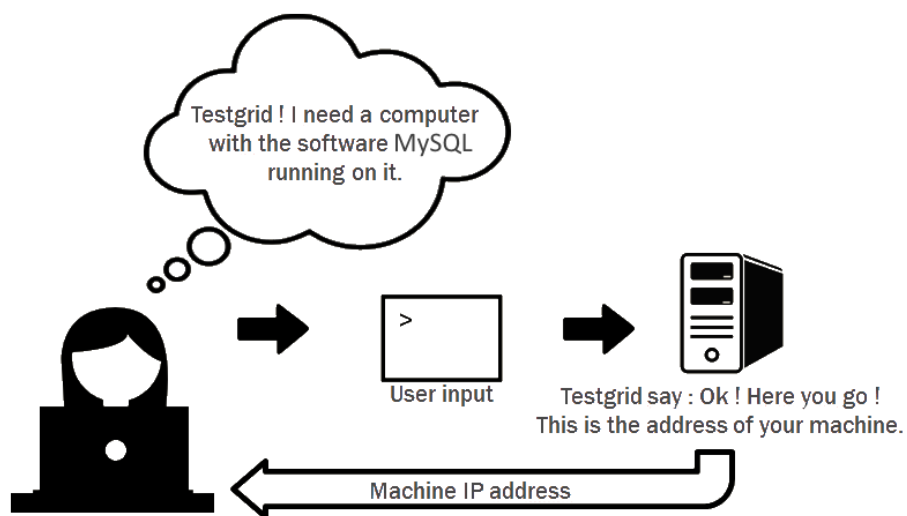 Testgrid ! I need a computer
with the software MySQL
running on it.
>
User input
Testgrid say : Ok ! Here you go !
This is the address of your machine.
Machine IP address